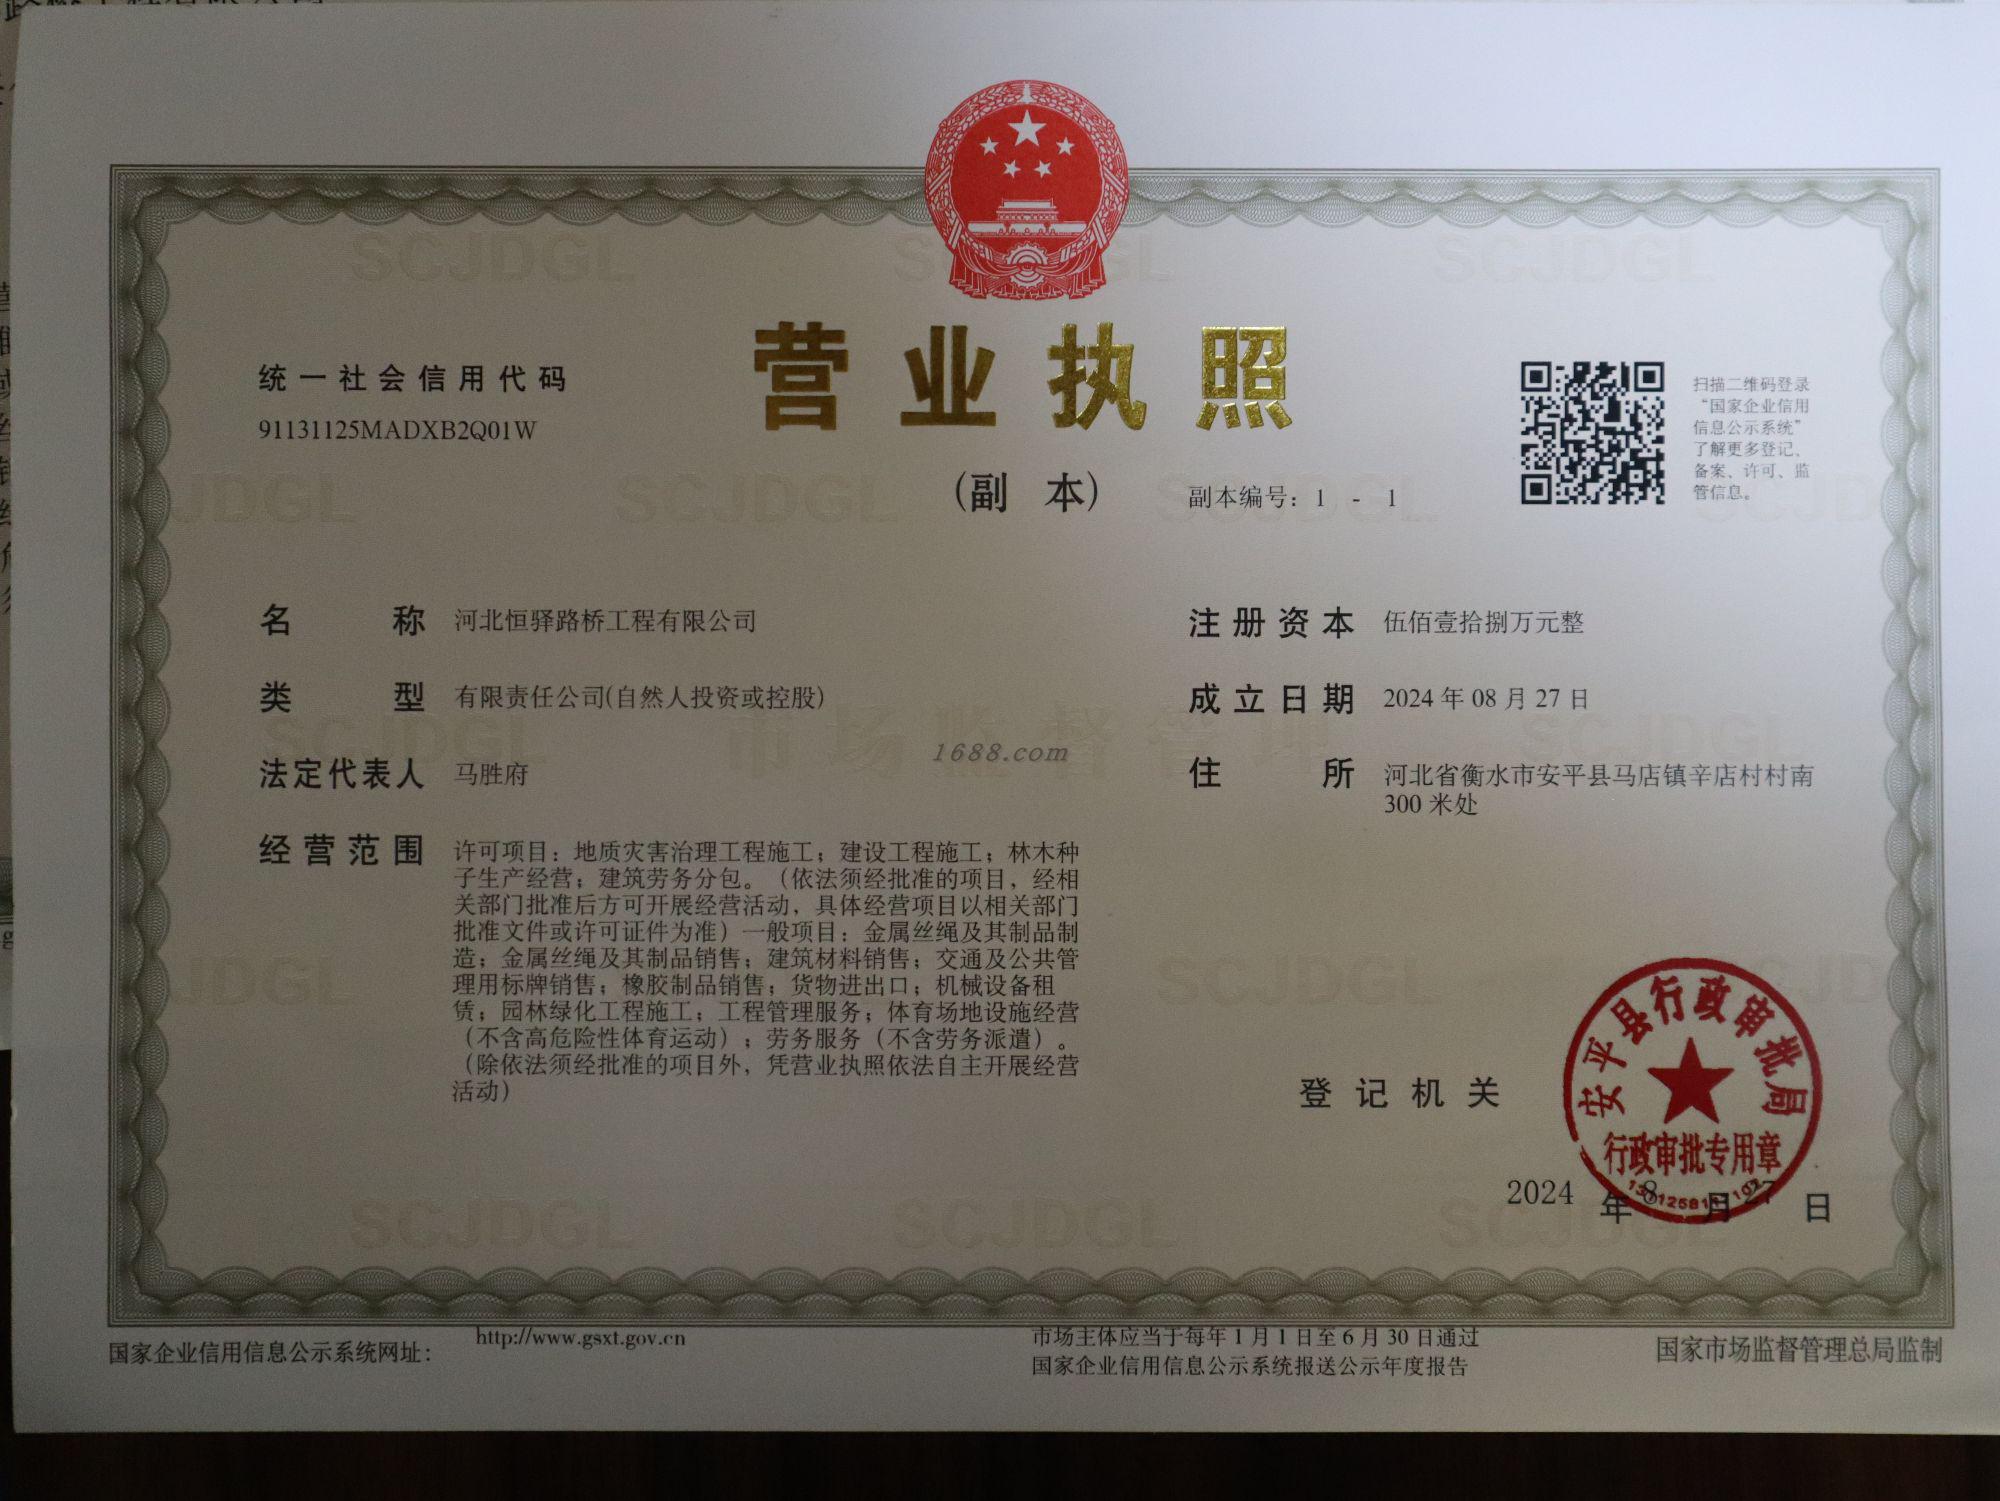 营业执照
(副 本)
副本编号：1 - 1
统一社会信用代码
91131125MADXB2Q01W
扫描二维码登录
“国家企业信用
信息公示系统”
了解更多登记、
备案、许可、监
管信息。
名 称 河北恒驿路桥工程有限公司
类 型 有限责任公司(自然人投资或控股)
法定代表人 马胜府
经营范围 许可项目：地质灾害治理工程施工；建设工程施工；林木种
子生产经营；建筑劳务分包。（依法须经批准的项目，经相
关部门批准后方可开展经营活动，具体经营项目以相关部门
批准文件或许可证件为准）一般项目：金属丝绳及其制品制
造；金属丝绳及其制品销售；建筑材料销售；交通及公共管
理用标牌销售；橡胶制品销售；货物进出口；机械设备租
赁；园林绿化工程施工；工程管理服务；体育场地设施经营
（不含高危险性体育运动）；劳务服务（不含劳务派遣）。
（除依法须经批准的项目外，凭营业执照依法自主开展经营
活动）
注册资本 伍佰壹拾捌万元整
成立日期 2024 年 08 月 27 日
住 所 河北省衡水市安平县马店镇辛店村村南
300 米处
1688.com
登记机关
安平县行政审批局
行政审批专用章
2024 年 8 月 27 日
国家企业信用信息公示系统网址：
http://www.gsxt.gov.cn
市场主体应当于每年 1 月 1 日至 6 月 30 日通过
国家企业信用信息公示系统报送公示年度报告
国家市场监督管理总局监制